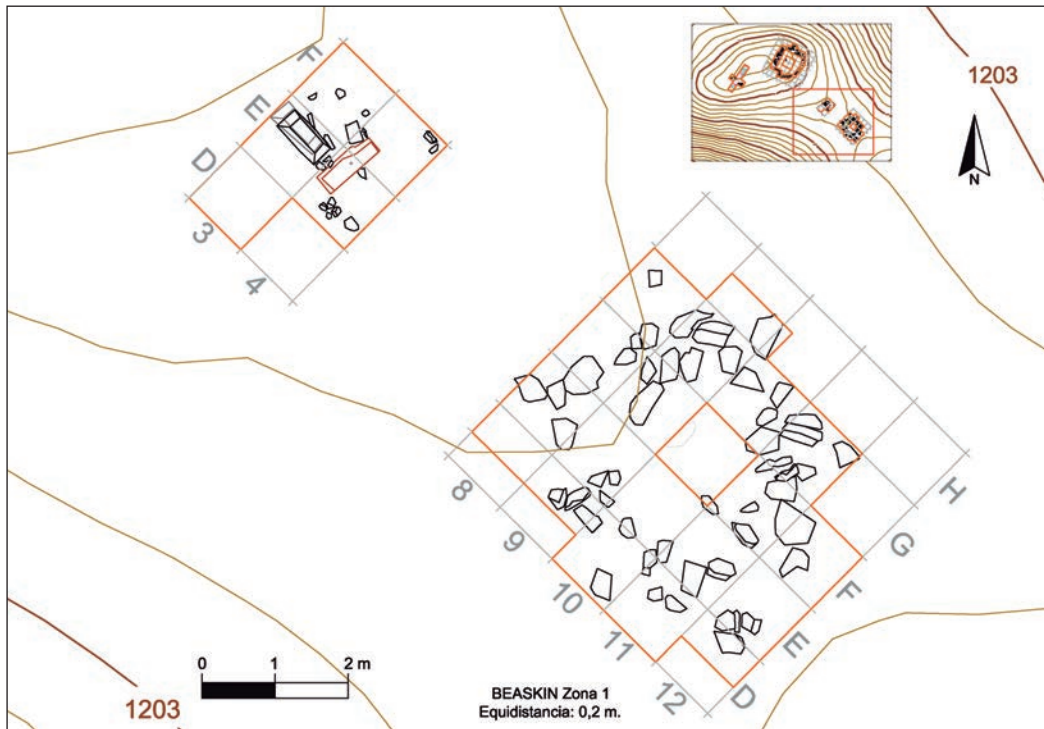 1203
N
F
E
D
3
4
H
G
F
E
D
8
9
10
11
12
0 1 2 m
1203
BEASKIN Zona 1
Equidistancia: 0,2 m.